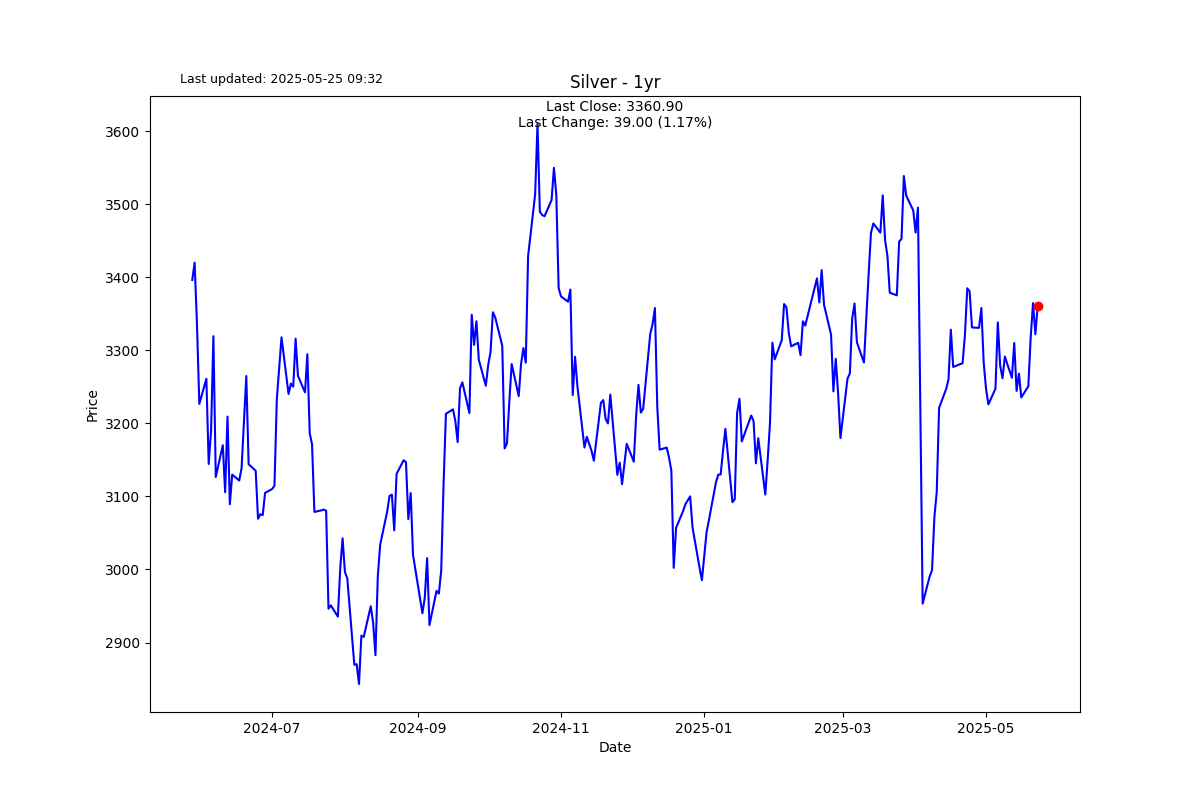 Last updated: 2025-05-25 09:32
Silver - 1yr
Last Close: 3360.90
Last Change: 39.00 (1.17%)
Price
3600
3500
3400
3300
3200
3100
3000
2900
2024-07 2024-09 2024-11 2025-01 2025-03 2025-05
Date